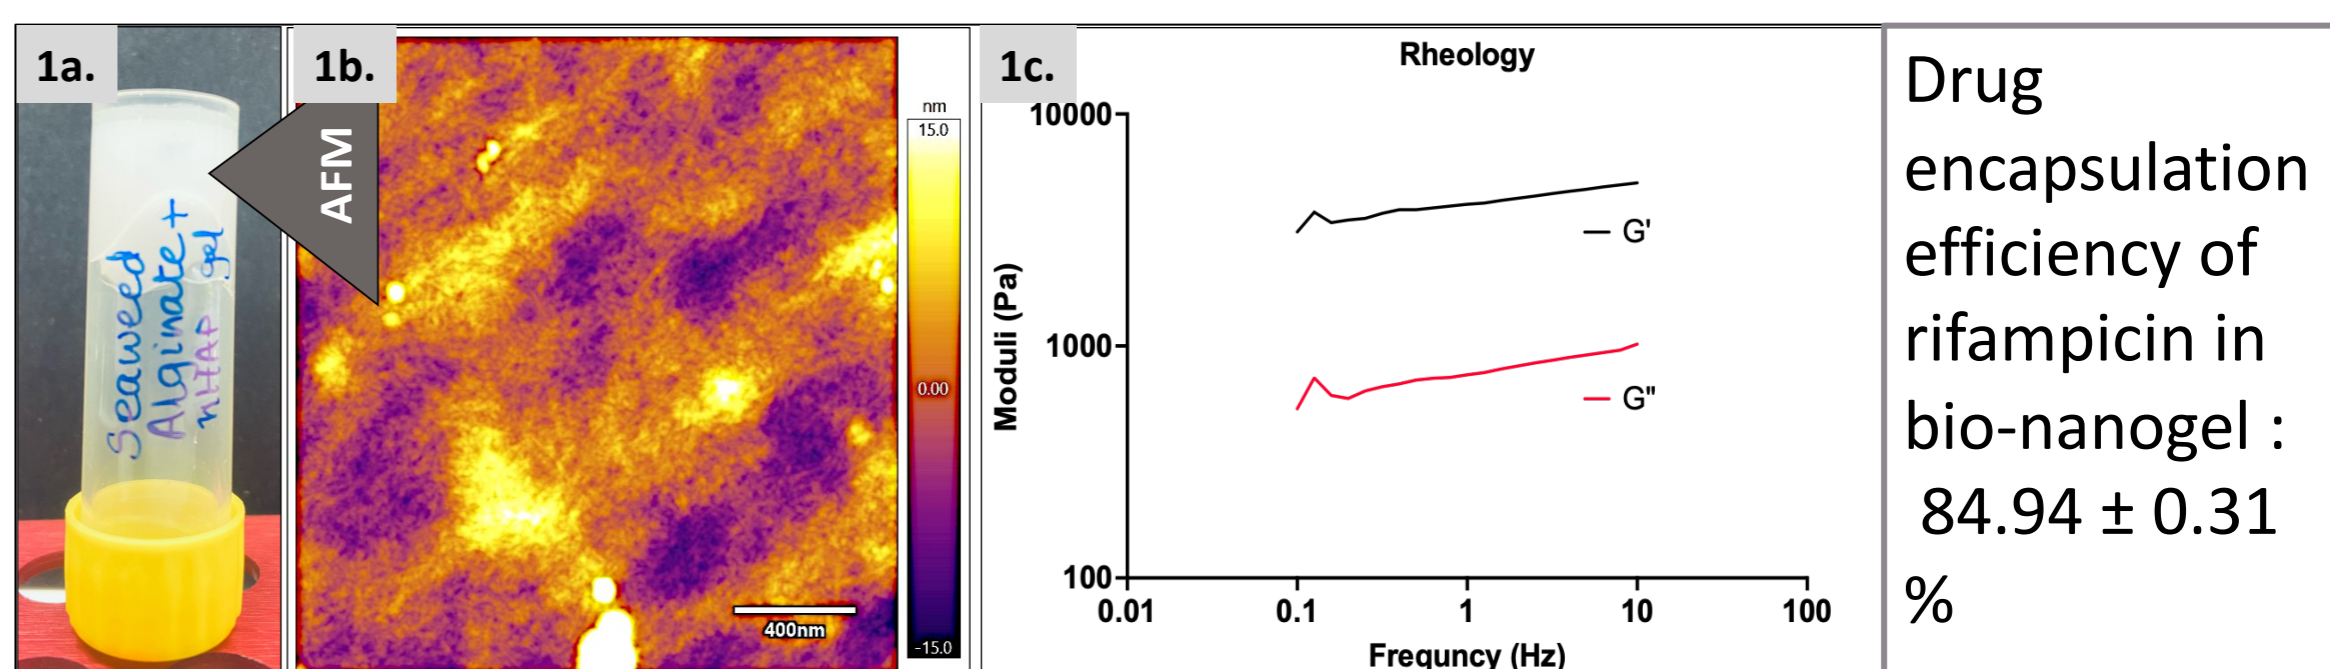 1a.
Seaweed
Alginate +
gel
nHAP
1b.
AFM
nm
15.0
0.00
-15.0
400nm
1c.
Rheology
Moduli (Pa)
10000
1000
100
G'
G"
0.01
0.1
1
10
100
Frequncy (Hz)
Drug
encapsulation
efficiency of
rifampicin in
bio-nanogel :
84.94 ± 0.31
%